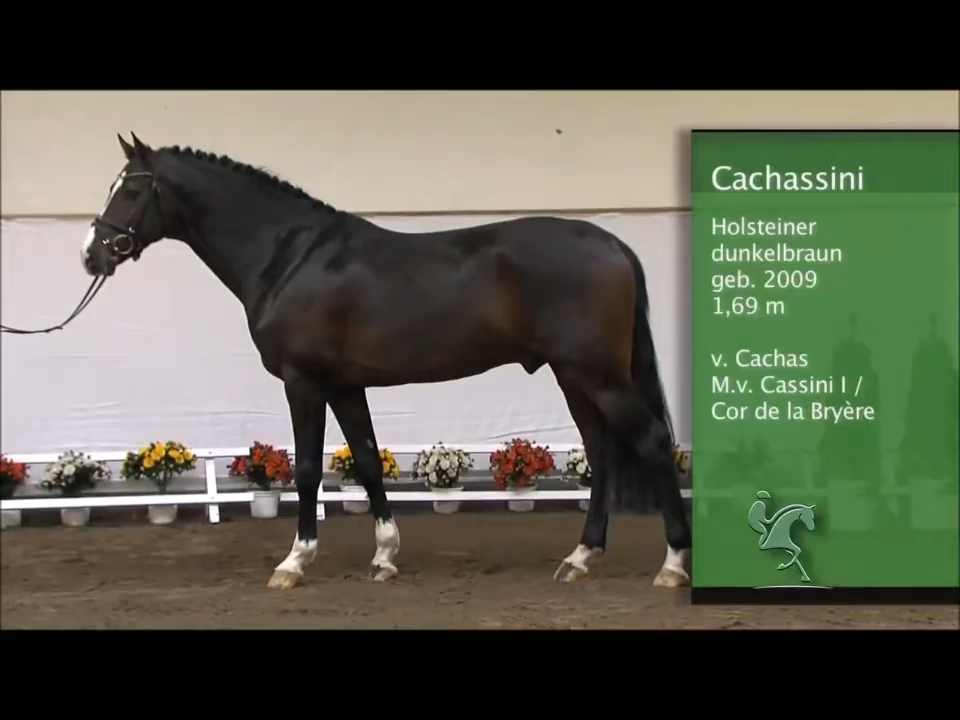 Cachassini
Holsteiner
dunkelbraun
geb. 2009
1,69 m
v. Cachas
M.v. Cassini I /
Cor de la Bryère